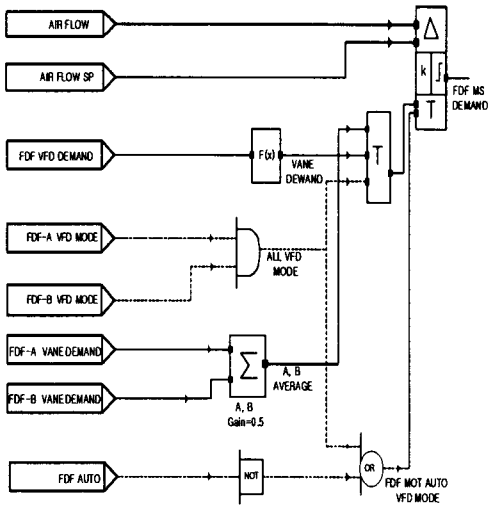 AIR FLOW
AIR FLOW SP
Δ
k
FDF MS
DEMAND
T
FDF VFD DEMAND
F(x)
VANE
DEWAND
T
FDF-A VFD MODE
FDF-B VFD MODE
ALL VFD
MODE
FDF-A VANE DEMAND
FDF-B VANE DEMAND
Σ
A, B
AVERAGE
A, B
Gain=0.5
FDF AUTO
NOT
OR
FDF MOT AUTO
VFD MODE